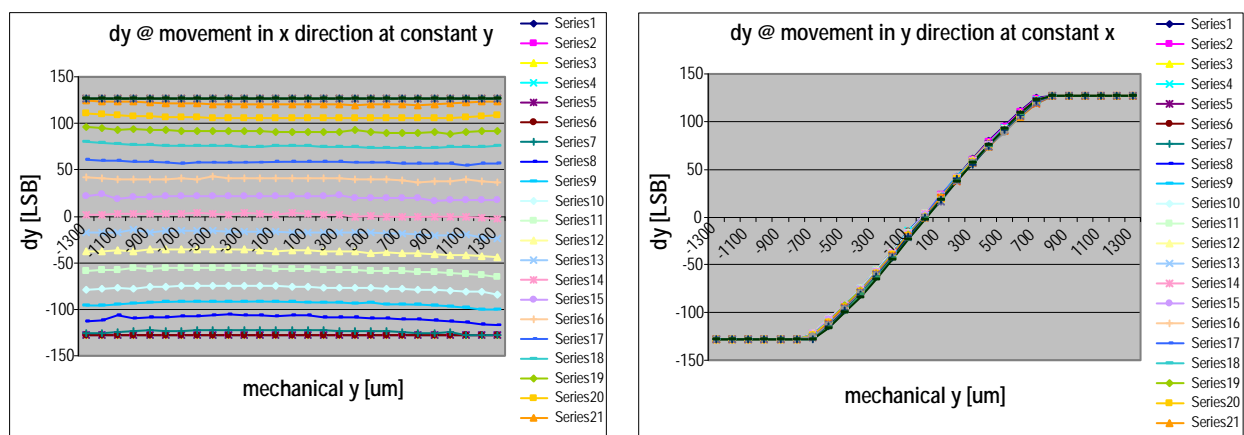 dy @ movement in x direction at constant y
150
100
50
0
-50
-100
-150
-1300
-1100
-900
-700
-500
-300
-100
100
300
500
700
900
1100
1300
dy [LSB]
mechanical y [um]
Series1
Series2
Series3
Series4
Series5
Series6
Series7
Series8
Series9
Series10
Series11
Series12
Series13
Series14
Series15
Series16
Series17
Series18
Series19
Series20
Series21
dy @ movement in y direction at constant x
150
100
50
0
-50
-100
-150
-1300
-1100
-900
-700
-500
-300
-100
100
300
500
700
900
1100
1300
dy [LSB]
mechanical y [um]
Series1
Series2
Series3
Series4
Series5
Series6
Series7
Series8
Series9
Series10
Series11
Series12
Series13
Series14
Series15
Series16
Series17
Series18
Series19
Series20
Series21